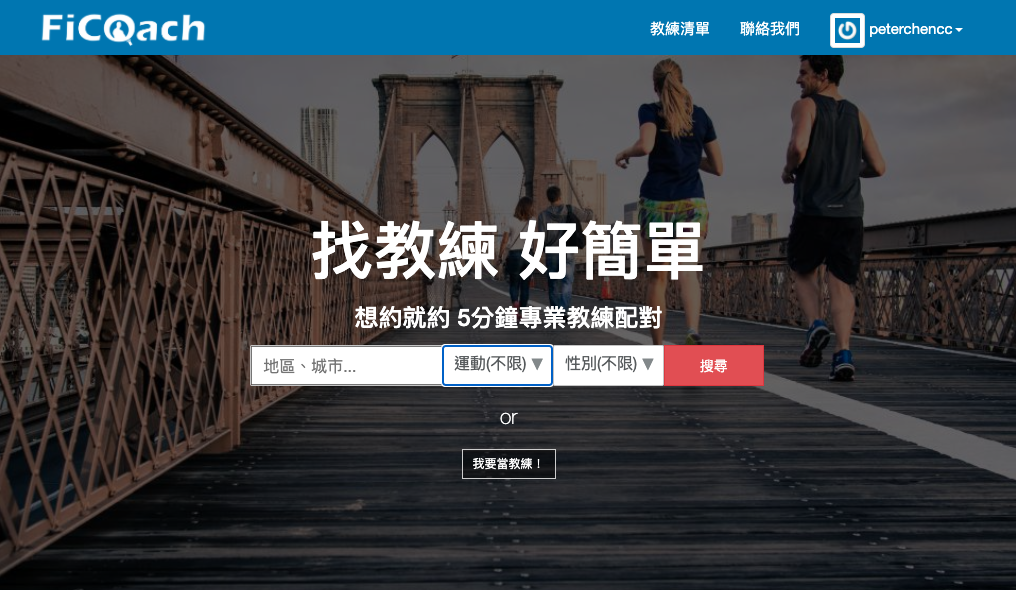 FiCoach
教練清單
聯絡我們
peterchencc
找教練 好簡單
想約就約 5分鐘專業教練配對
地區、城市...
運動(不限) ▼
性別(不限) ▼
搜尋
or
我要當教練！